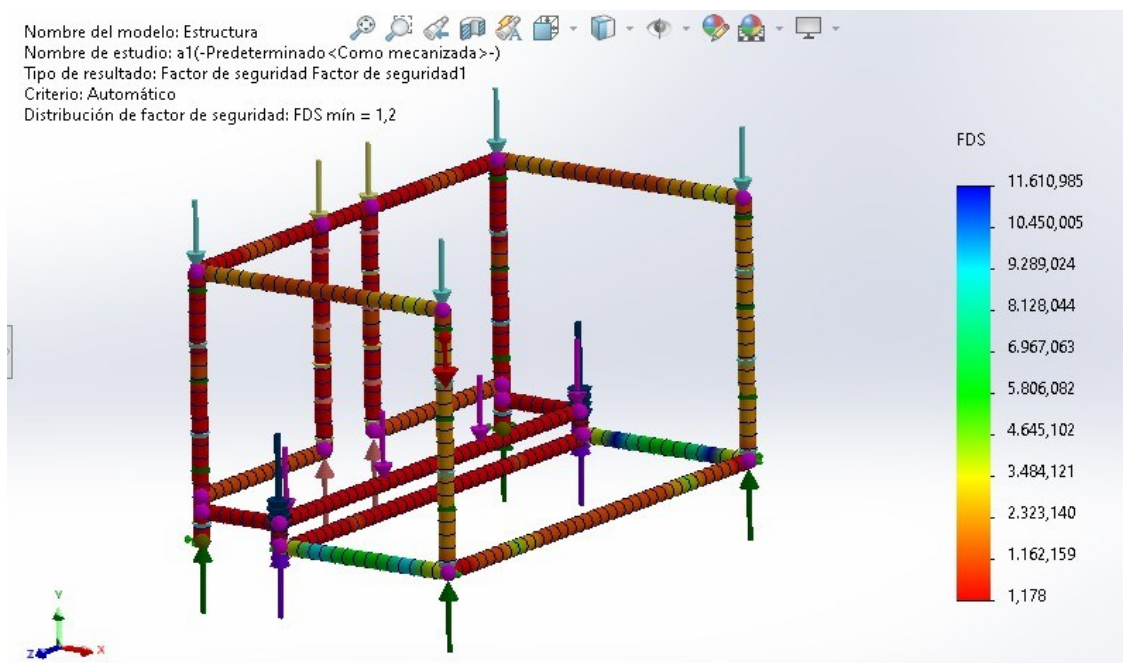 Nombre del modelo: Estructura
Nombre de estudio: a1(-Predeterminado<Como mecanizada>-)
Tipo de resultado: Factor de seguridad Factor de seguridad1
Criterio: Automático
Distribución de factor de seguridad: FDS mín = 1,2
FDS
11.610,985
10.450,005
9.289,024
8.128,044
6.967,063
5.806,082
4.645,102
3.484,121
2.323,140
1.162,159
1,178
Y
Z
X